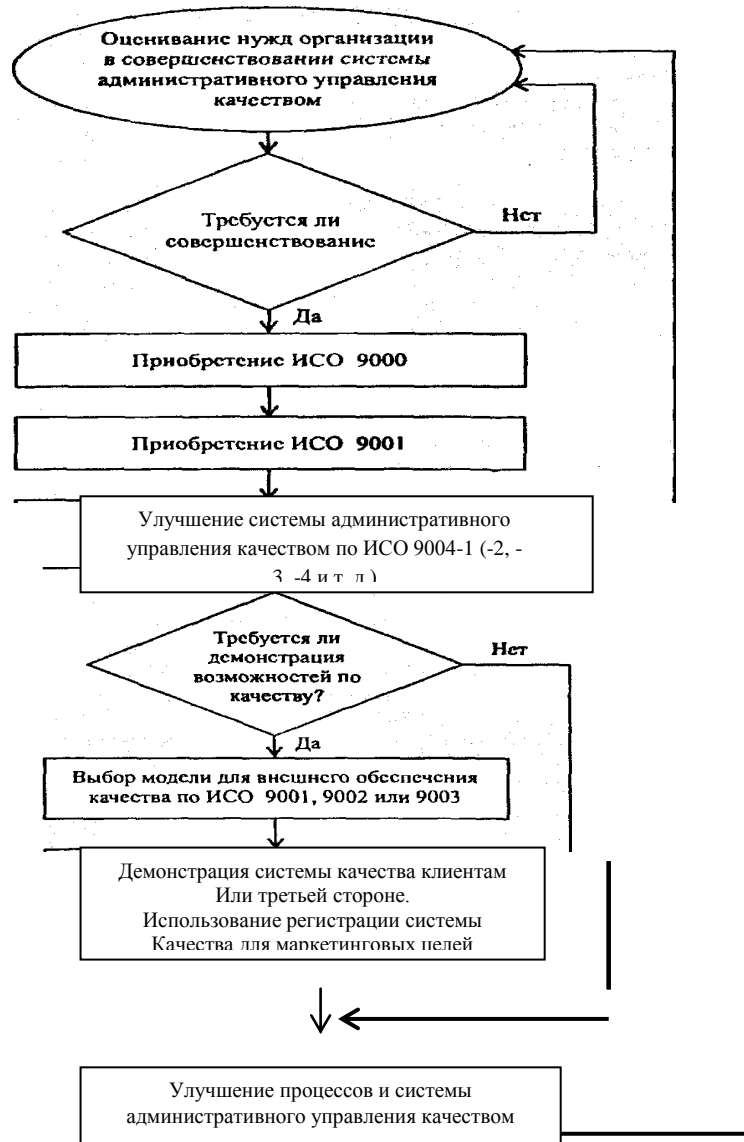 Оценивание нужд организации
в совершенствовании системы
административного управления
качеством
Требуется ли
совершенствование
Нет
Да
Приобретение ИСО 9000
Приобретение ИСО 9001
Улучшение системы административного
управления качеством по ИСО 9004-1 (-2, -
3, -4 и т. д.)
Требуется ли
демонстрация
возможностей по
качеству?
Нет
Да
Выбор модели для внешнего обеспечения
качества по ИСО 9001, 9002 или 9003
Демонстрация системы качества клиентам
Или третьей стороне.
Использование регистрации системы
Качества для маркетинговых целей
Улучшение процессов и системы
административного управления качеством